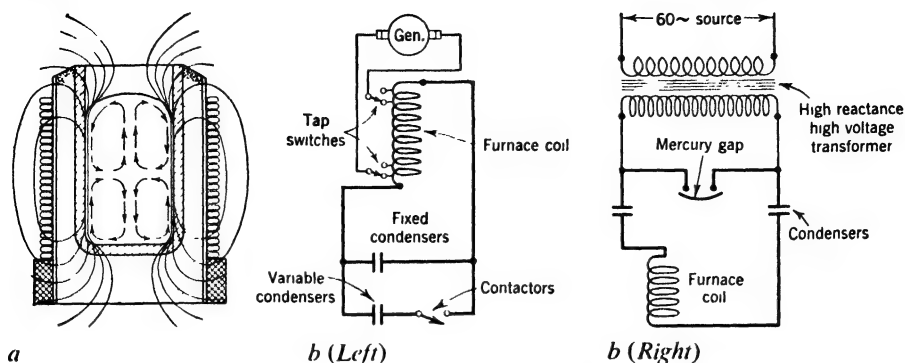 Gen.
Tap
switches
Furnace coil
Fixed
condensers
Variable
condensers
Contactors
60~ source
High reactance
high voltage
transformer
Mercury gap
Condensers
Furnace
coil
a
b (Left)
b (Right)